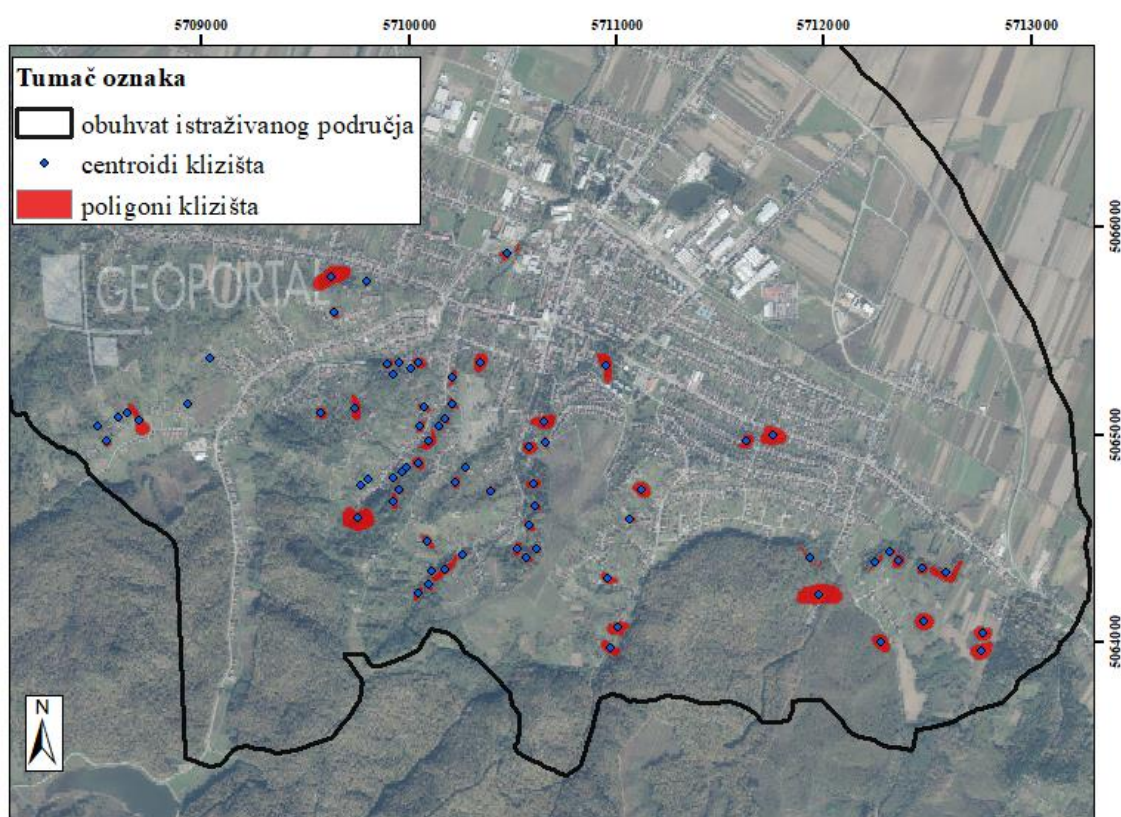 5709000 5710000 5711000 5712000 5713000
Tumač oznaka
obuhvat istraživanog područja
centroidi klizišta
poligoni klizišta
5066000
GEOPORTAL
5065000
5064000
N